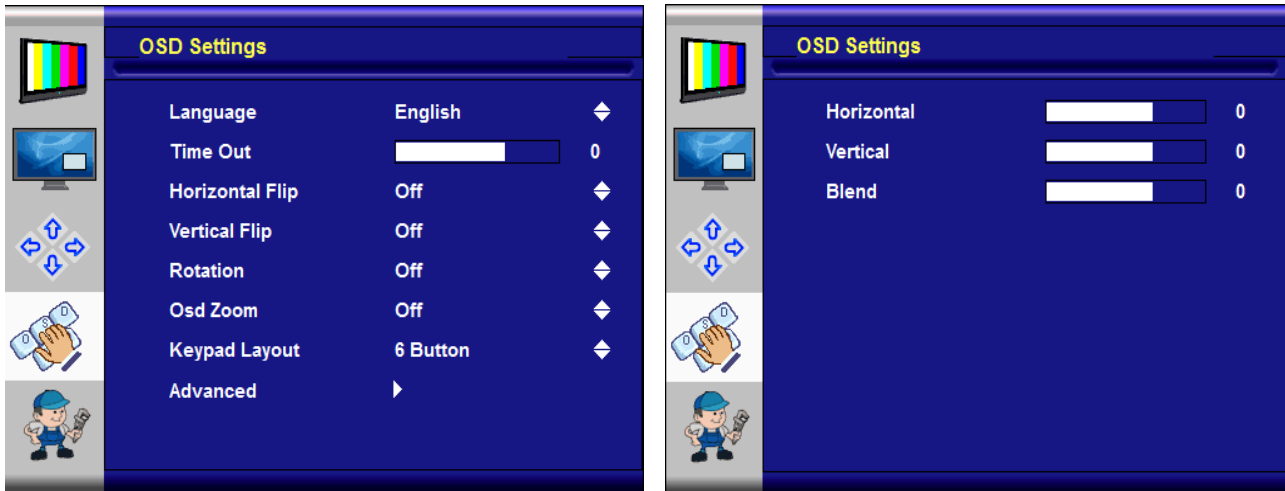 OSD Settings
Language English
Time Out 0
Horizontal Flip Off
Vertical Flip Off
Rotation Off
Osd Zoom Off
Keypad Layout 6 Button
Advanced
O S D
OSD Settings
Horizontal 0
Vertical 0
Blend 0
O S D